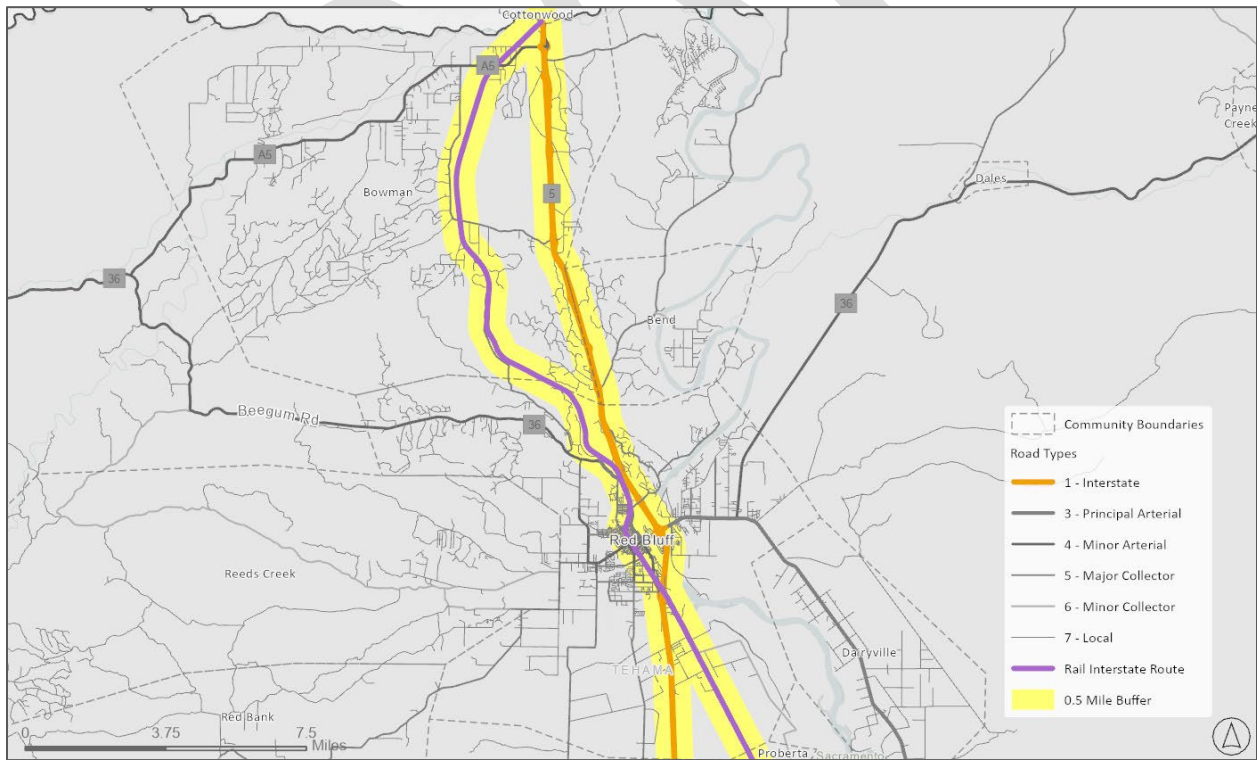 Cottonwood
A5
Payne
Creek
A5
Dales
Bowman
5
36
36
Bend
Beegum Rd
36
Community Boundaries
Road Types
1 - Interstate
3 - Principal Arterial
4 - Minor Arterial
5 - Major Collector
6 - Minor Collector
7 - Local
Rail Interstate Route
0.5 Mile Buffer
Red Bluff
Reeds Creek
Dairyville
TEHAMA
Red Bank
0 3.75 7.5
Miles
Proberta
Sacramento